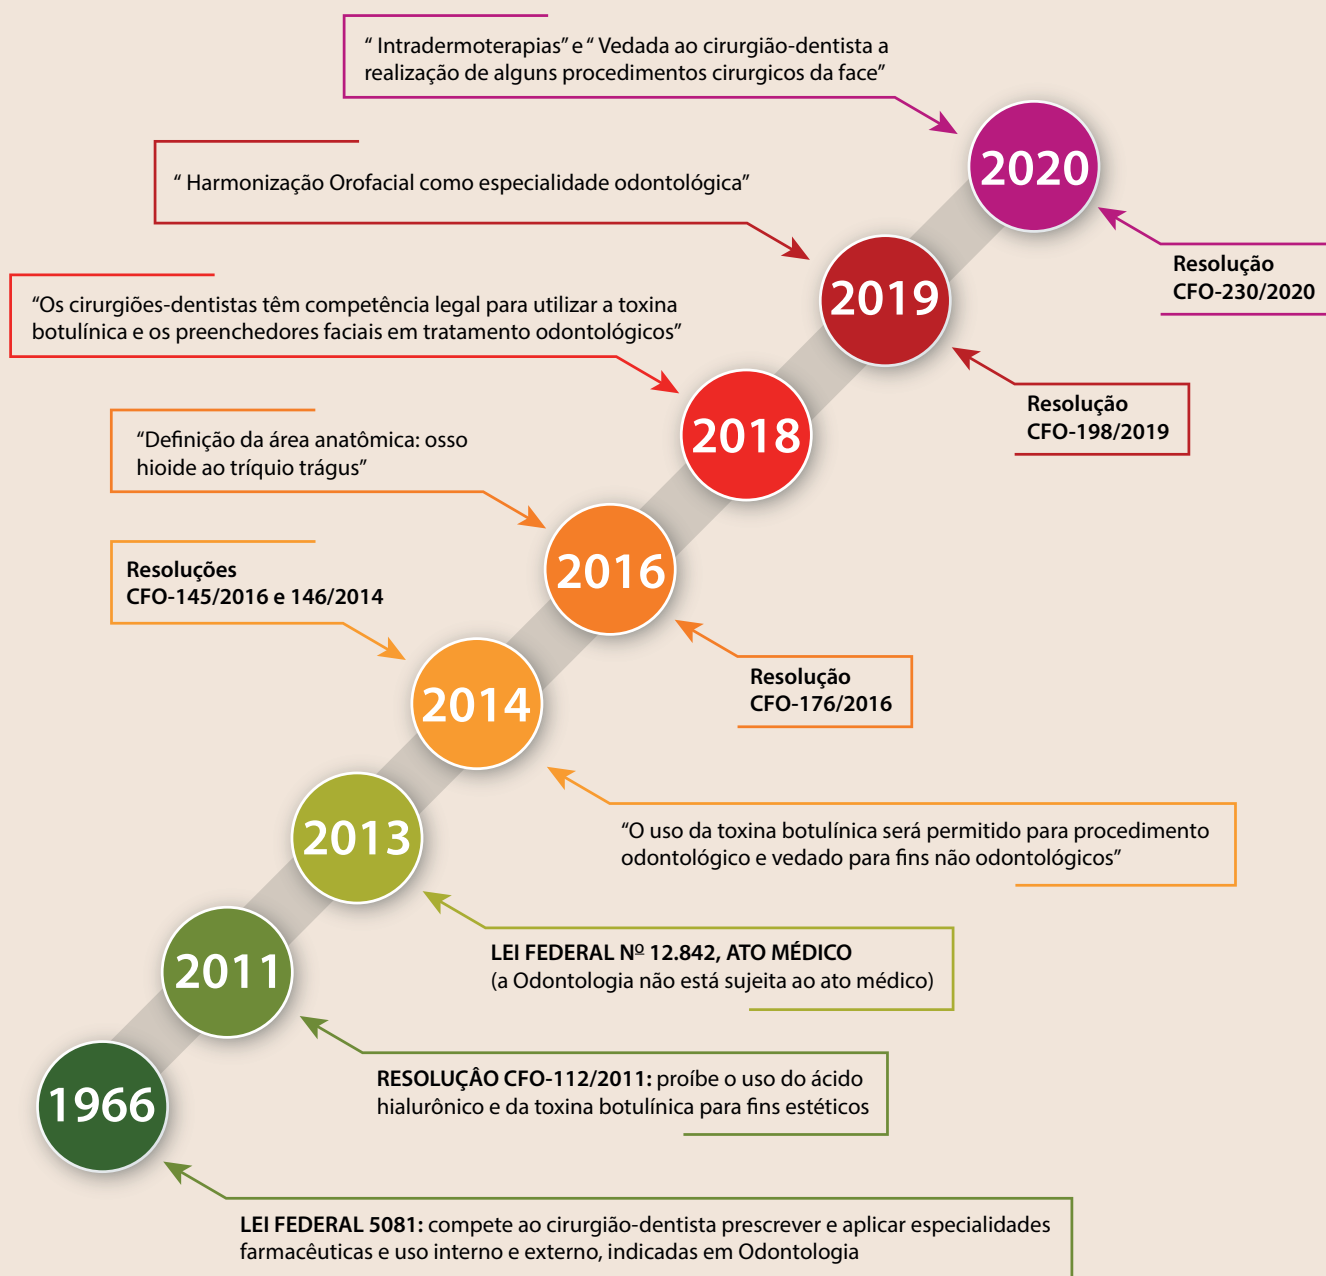 “ Intradermoterapias” e “ Vedada ao cirurgião-dentista a
realização de alguns procedimentos cirurgicos da face”
2020
Resolução
CFO-230/2020
“ Harmonização Orofacial como especialidade odontológica”
2019
Resolução
CFO-198/2019
“Os cirurgiões-dentistas têm competência legal para utilizar a toxina
botulínica e os preenchedores faciais em tratamento odontológicos”
2018
“Definição da área anatômica: osso
hioide ao tríquio trágus”
2016
Resolução
CFO-176/2016
Resoluções
CFO-145/2016 e 146/2014
2014
“O uso da toxina botulínica será permitido para procedimento
odontológico e vedado para fins não odontológicos”
2013
LEI FEDERAL Nº 12.842, ATO MÉDICO
(a Odontologia não está sujeita ao ato médico)
2011
RESOLUÇÂO CFO-112/2011: proíbe o uso do ácido
hialurônico e da toxina botulínica para fins estéticos
1966
LEI FEDERAL 5081: compete ao cirurgião-dentista prescrever e aplicar especialidades
farmacêuticas e uso interno e externo, indicadas em Odontologia